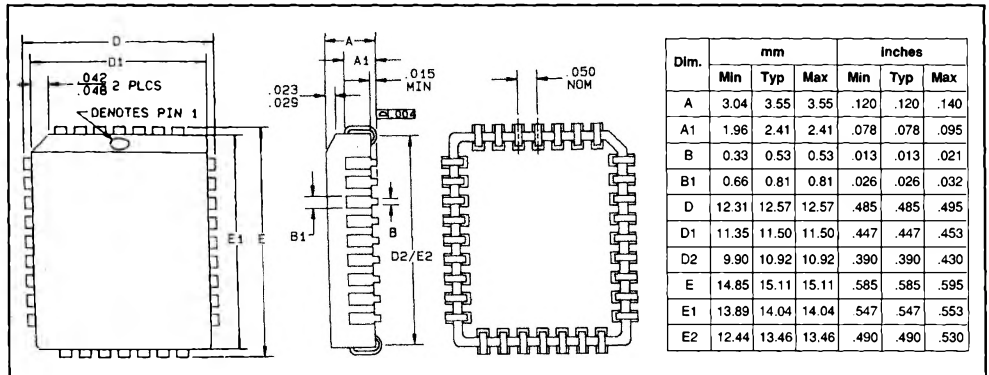 D
D1
.042
.048 2 PLCS
DENOTES PIN 1
E1
E
A
A1
.015
MIN
.023
.029
.004
B1
B
D2/E2
.050
NOM
Dim. mm inches
Min Typ Max Min Typ Max
A 3.04 3.55 3.55 .120 .120 .140
A1 1.96 2.41 2.41 .078 .078 .095
B 0.33 0.53 0.53 .013 .013 .021
B1 0.66 0.81 0.81 .026 .026 .032
D 12.31 12.57 12.57 .485 .485 .495
D1 11.35 11.50 11.50 .447 .447 .453
D2 9.90 10.92 10.92 .390 .390 .430
E 14.85 15.11 15.11 .585 .585 .595
E1 13.89 14.04 14.04 .547 .547 .553
E2 12.44 13.46 13.46 .490 .490 .530